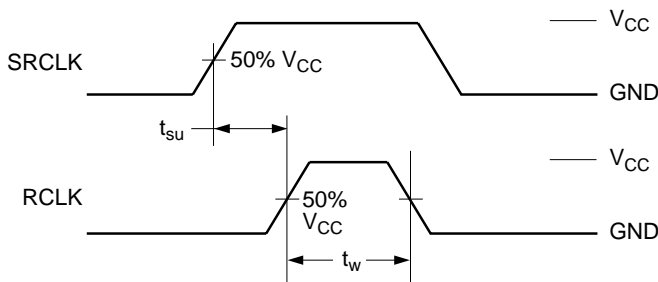 V_CC
SRCLK
50% V_CC
GND
t_su
V_CC
RCLK
50%
V_CC
GND
t_w